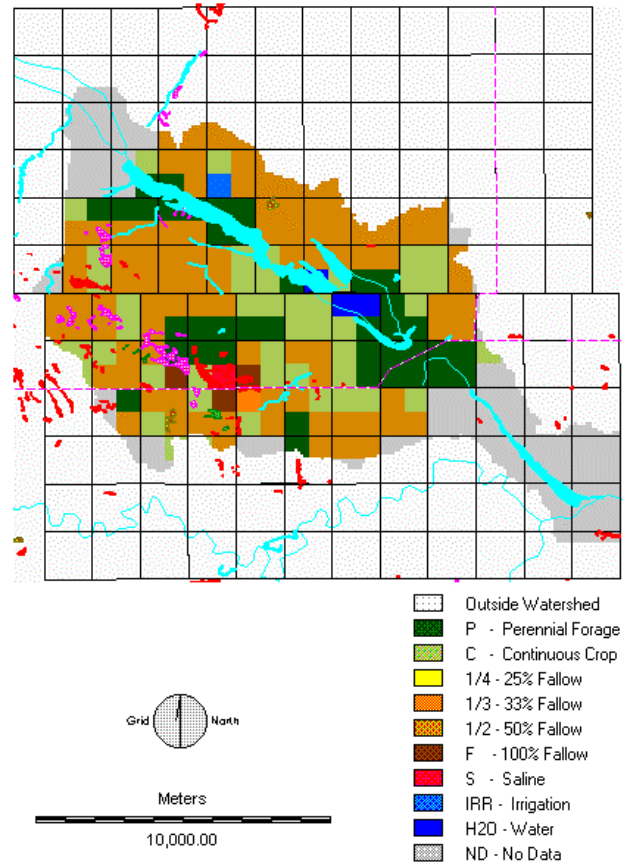 Outside Watershed
P - Perennial Forage
C - Continuous Crop
1/4 - 25% Fallow
1/3 - 33% Fallow
1/2 - 50% Fallow
F - 100% Fallow
S - Saline
IRR - Irrigation
H2O - Water
ND - No Data
Grid North
Meters
10,000.00